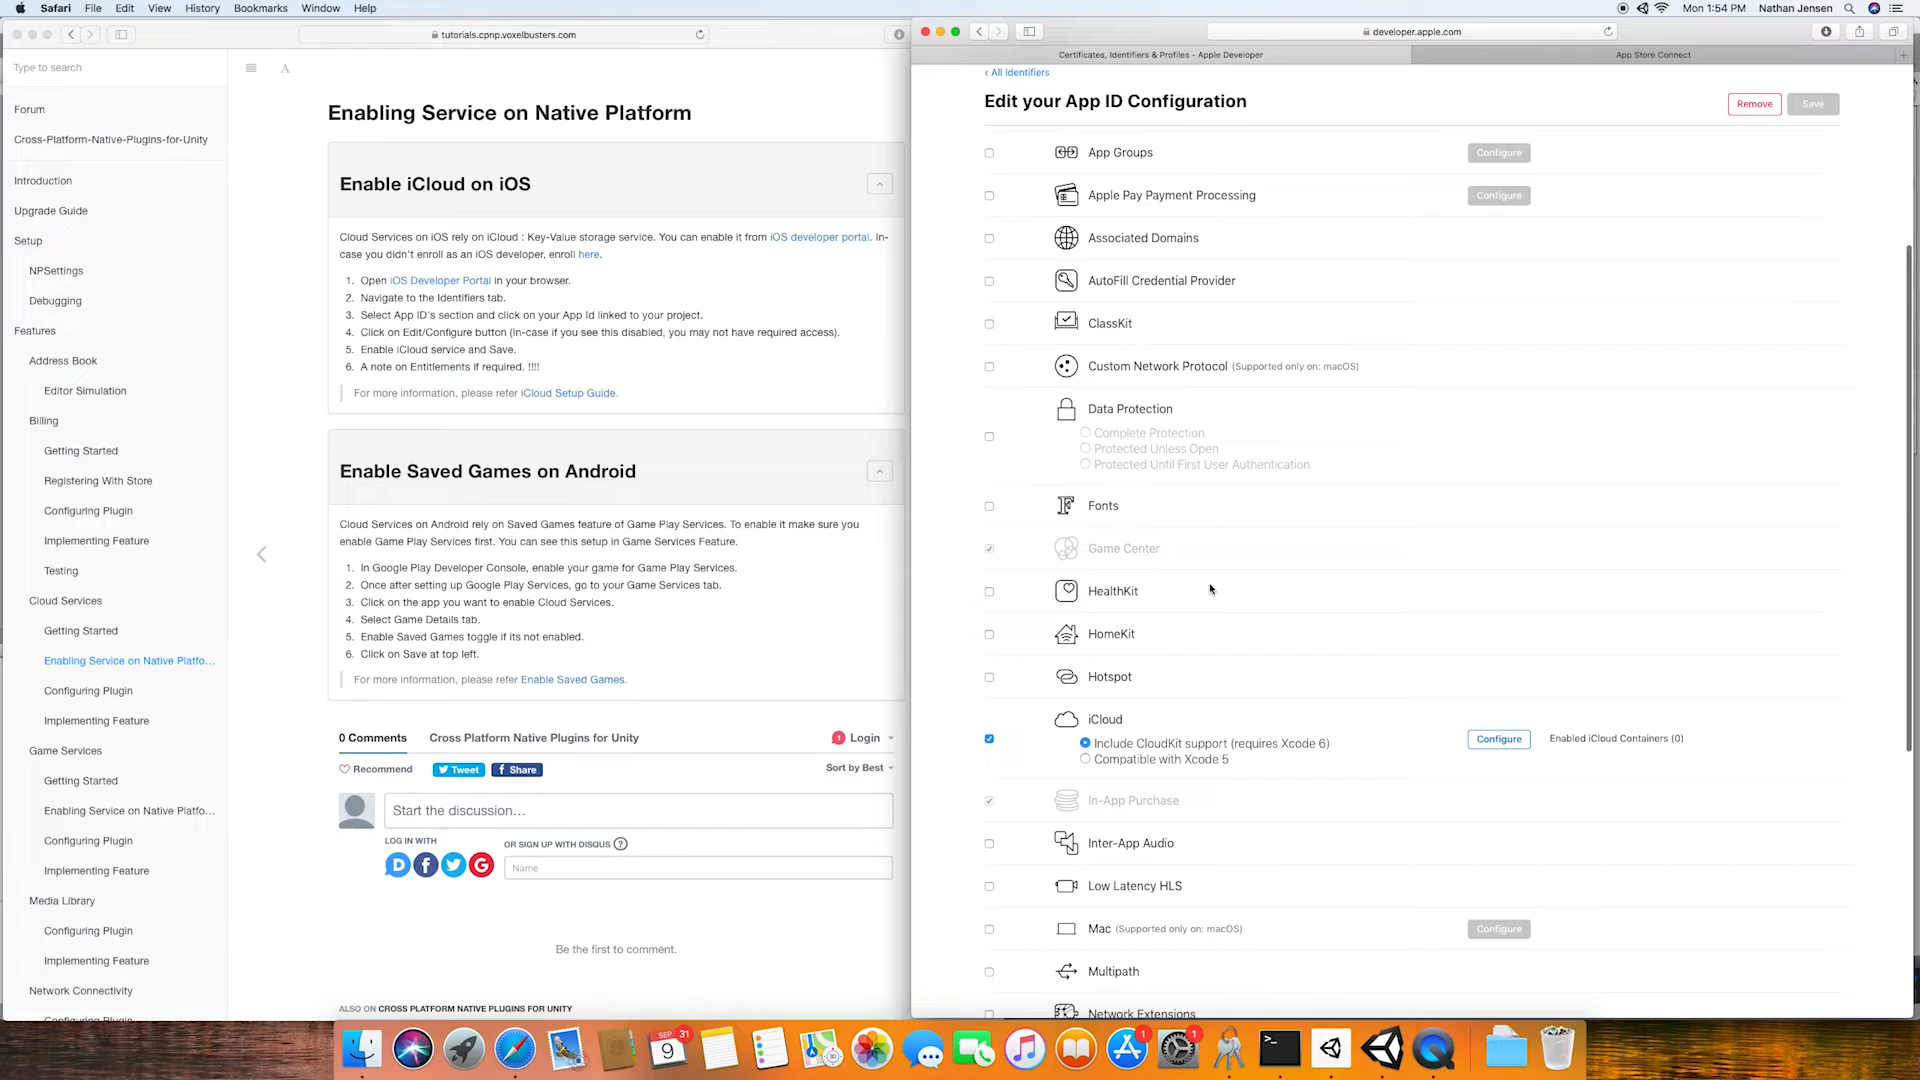 Safari File Edit View History Bookmarks Window Help
Mon 1:54 PM Nathan Jensen
tutorials.cpnp.voxelbusters.com
Type to search
A
Forum
Cross-Platform-Native-Plugins-for-Unity
Introduction
Upgrade Guide
Setup
NPSettings
Debugging
Features
Address Book
Editor Simulation
Billing
Getting Started
Registering With Store
Configuring Plugin
Implementing Feature
Testing
Cloud Services
Getting Started
Enabling Service on Native Platfo...
Configuring Plugin
Implementing Feature
Game Services
Getting Started
Enabling Service on Native Platfo...
Configuring Plugin
Implementing Feature
Media Library
Configuring Plugin
Implementing Feature
Network Connectivity
Configuring Plugin
Enabling Service on Native Platform
Enable iCloud on iOS
Cloud Services on iOS rely on iCloud : Key-Value storage service. You can enable it from iOS developer portal. In-
case you didn't enroll as an iOS developer, enroll here.
1. Open iOS Developer Portal in your browser.
2. Navigate to the Identifiers tab.
3. Select App ID's section and click on your App Id linked to your project.
4. Click on Edit/Configure button (In-case if you see this disabled, you may not have required access).
5. Enable iCloud service and Save.
6. A note on Entitlements if required. !!!!
For more information, please refer iCloud Setup Guide.
Enable Saved Games on Android
Cloud Services on Android rely on Saved Games feature of Game Play Services. To enable it make sure you
enable Game Play Services first. You can see this setup in Game Services Feature.
1. In Google Play Developer Console, enable your game for Game Play Services.
2. Once after setting up Google Play Services, go to your Game Services tab.
3. Click on the app you want to enable Cloud Services.
4. Select Game Details tab.
5. Enable Saved Games toggle if its not enabled.
6. Click on Save at top left.
For more information, please refer Enable Saved Games.
0 Comments Cross Platform Native Plugins for Unity 1 Login
Recommend Tweet Share Sort by Best
Start the discussion...
LOG IN WITH
OR SIGN UP WITH DISQUS ?
D f G
Name
Be the first to comment.
ALSO ON CROSS PLATFORM NATIVE PLUGINS FOR UNITY
developer.apple.com
Certificates, Identifiers & Profiles - Apple Developer
App Store Connect
‹ All Identifiers
Edit your App ID Configuration
Remove Save
App Groups Configure
Apple Pay Payment Processing Configure
Associated Domains
AutoFill Credential Provider
ClassKit
Custom Network Protocol (Supported only on: macOS)
Data Protection
Complete Protection
Protected Unless Open
Protected Until First User Authentication
Fonts
Game Center
HealthKit
HomeKit
Hotspot
iCloud
Include CloudKit support (requires Xcode 6)
Compatible with Xcode 5
Configure Enabled iCloud Containers (0)
In-App Purchase
Inter-App Audio
Low Latency HLS
Mac (Supported only on: macOS) Configure
Multipath
Network Extensions
SEP 9 31 1 1